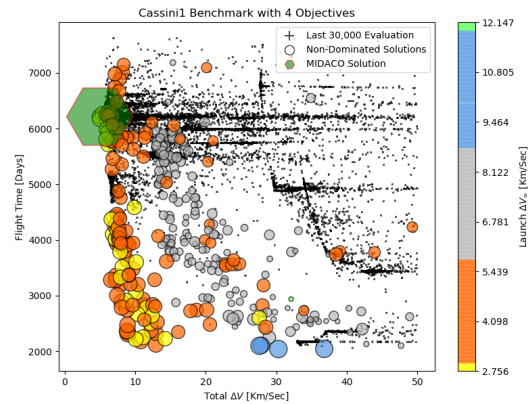 Cassini1 Benchmark with 4 Objectives
Last 30,000 Evaluation
Non-Dominated Solutions
MIDACO Solution
Flight Time [Days]
7000
6000
5000
4000
3000
2000
0
10
20
30
40
50
Total ΔV [Km/Sec]
12.147
10.805
9.464
8.122
6.781
5.439
4.098
2.756
Launch ΔV∞ [Km/Sec]